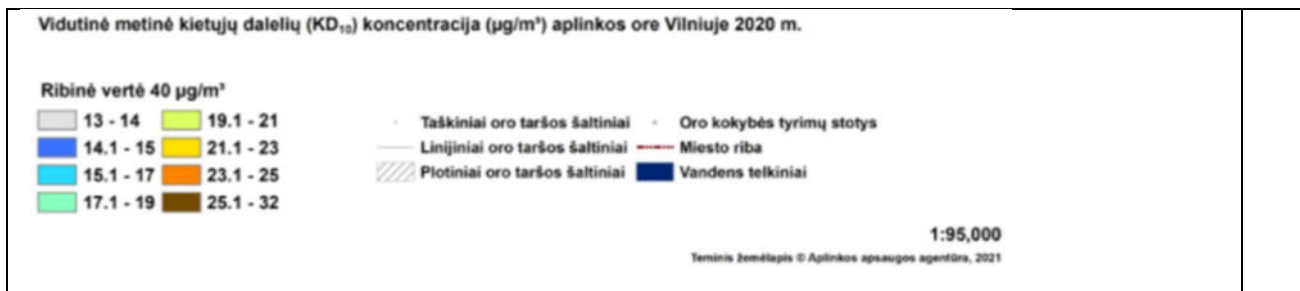 Vidutinė metinė kietųjų dalelių (KD₁₀) koncentracija (µg/m³) aplinkos ore Vilniuje 2020 m.
Ribinė vertė 40 µg/m³
13 - 14 19.1 - 21
14.1 - 15 21.1 - 23
15.1 - 17 23.1 - 25
17.1 - 19 25.1 - 32
Taškiniai oro taršos šaltiniai Oro kokybės tyrimų stotys
Linijiniai oro taršos šaltiniai Miesto riba
Plotiniai oro taršos šaltiniai Vandens telkiniai
1:95,000
Teminis žemėlapis © Aplinkos apsaugos agentūra, 2021